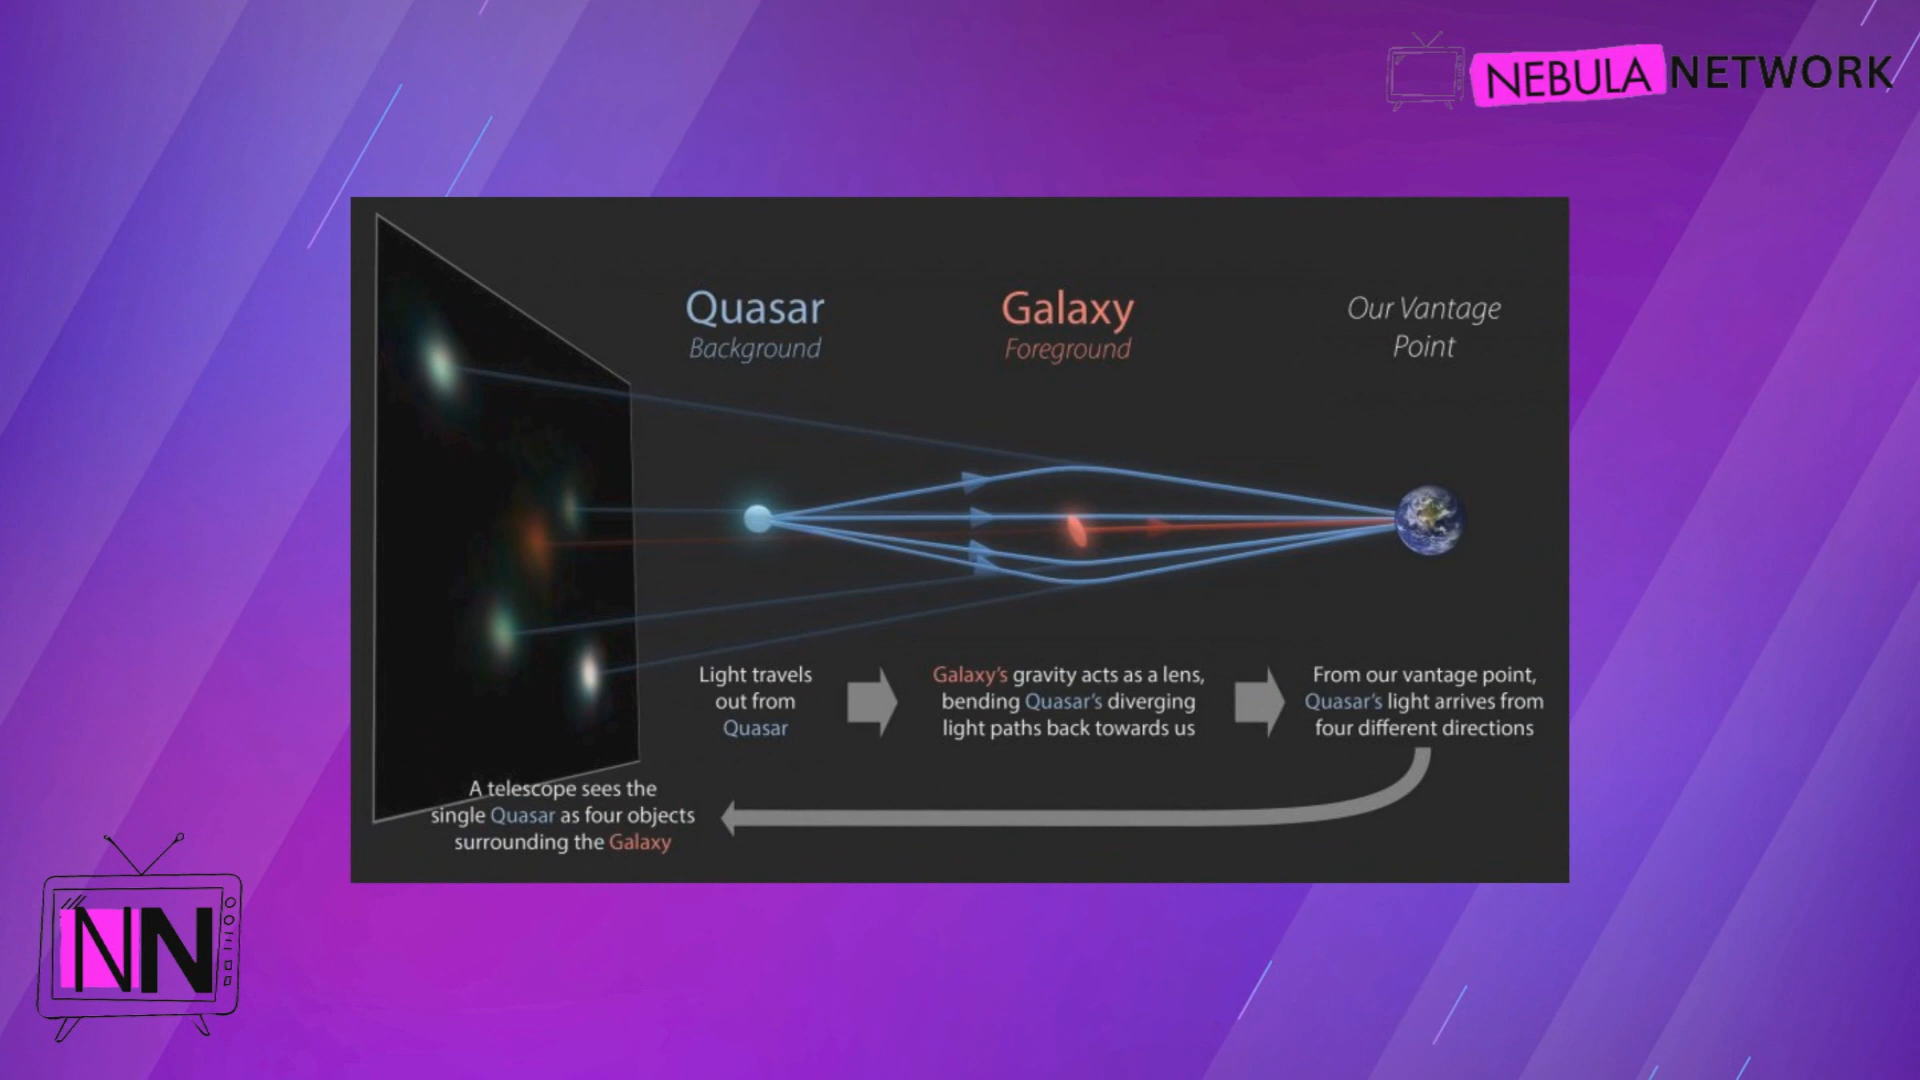 NEBULA NETWORK
Quasar
Background
Galaxy
Foreground
Our Vantage
Point
Light travels
out from
Quasar
Galaxy's gravity acts as a lens,
bending Quasar's diverging
light paths back towards us
From our vantage point,
Quasar's light arrives from
four different directions
A telescope sees the
single Quasar as four objects
surrounding the Galaxy
NN